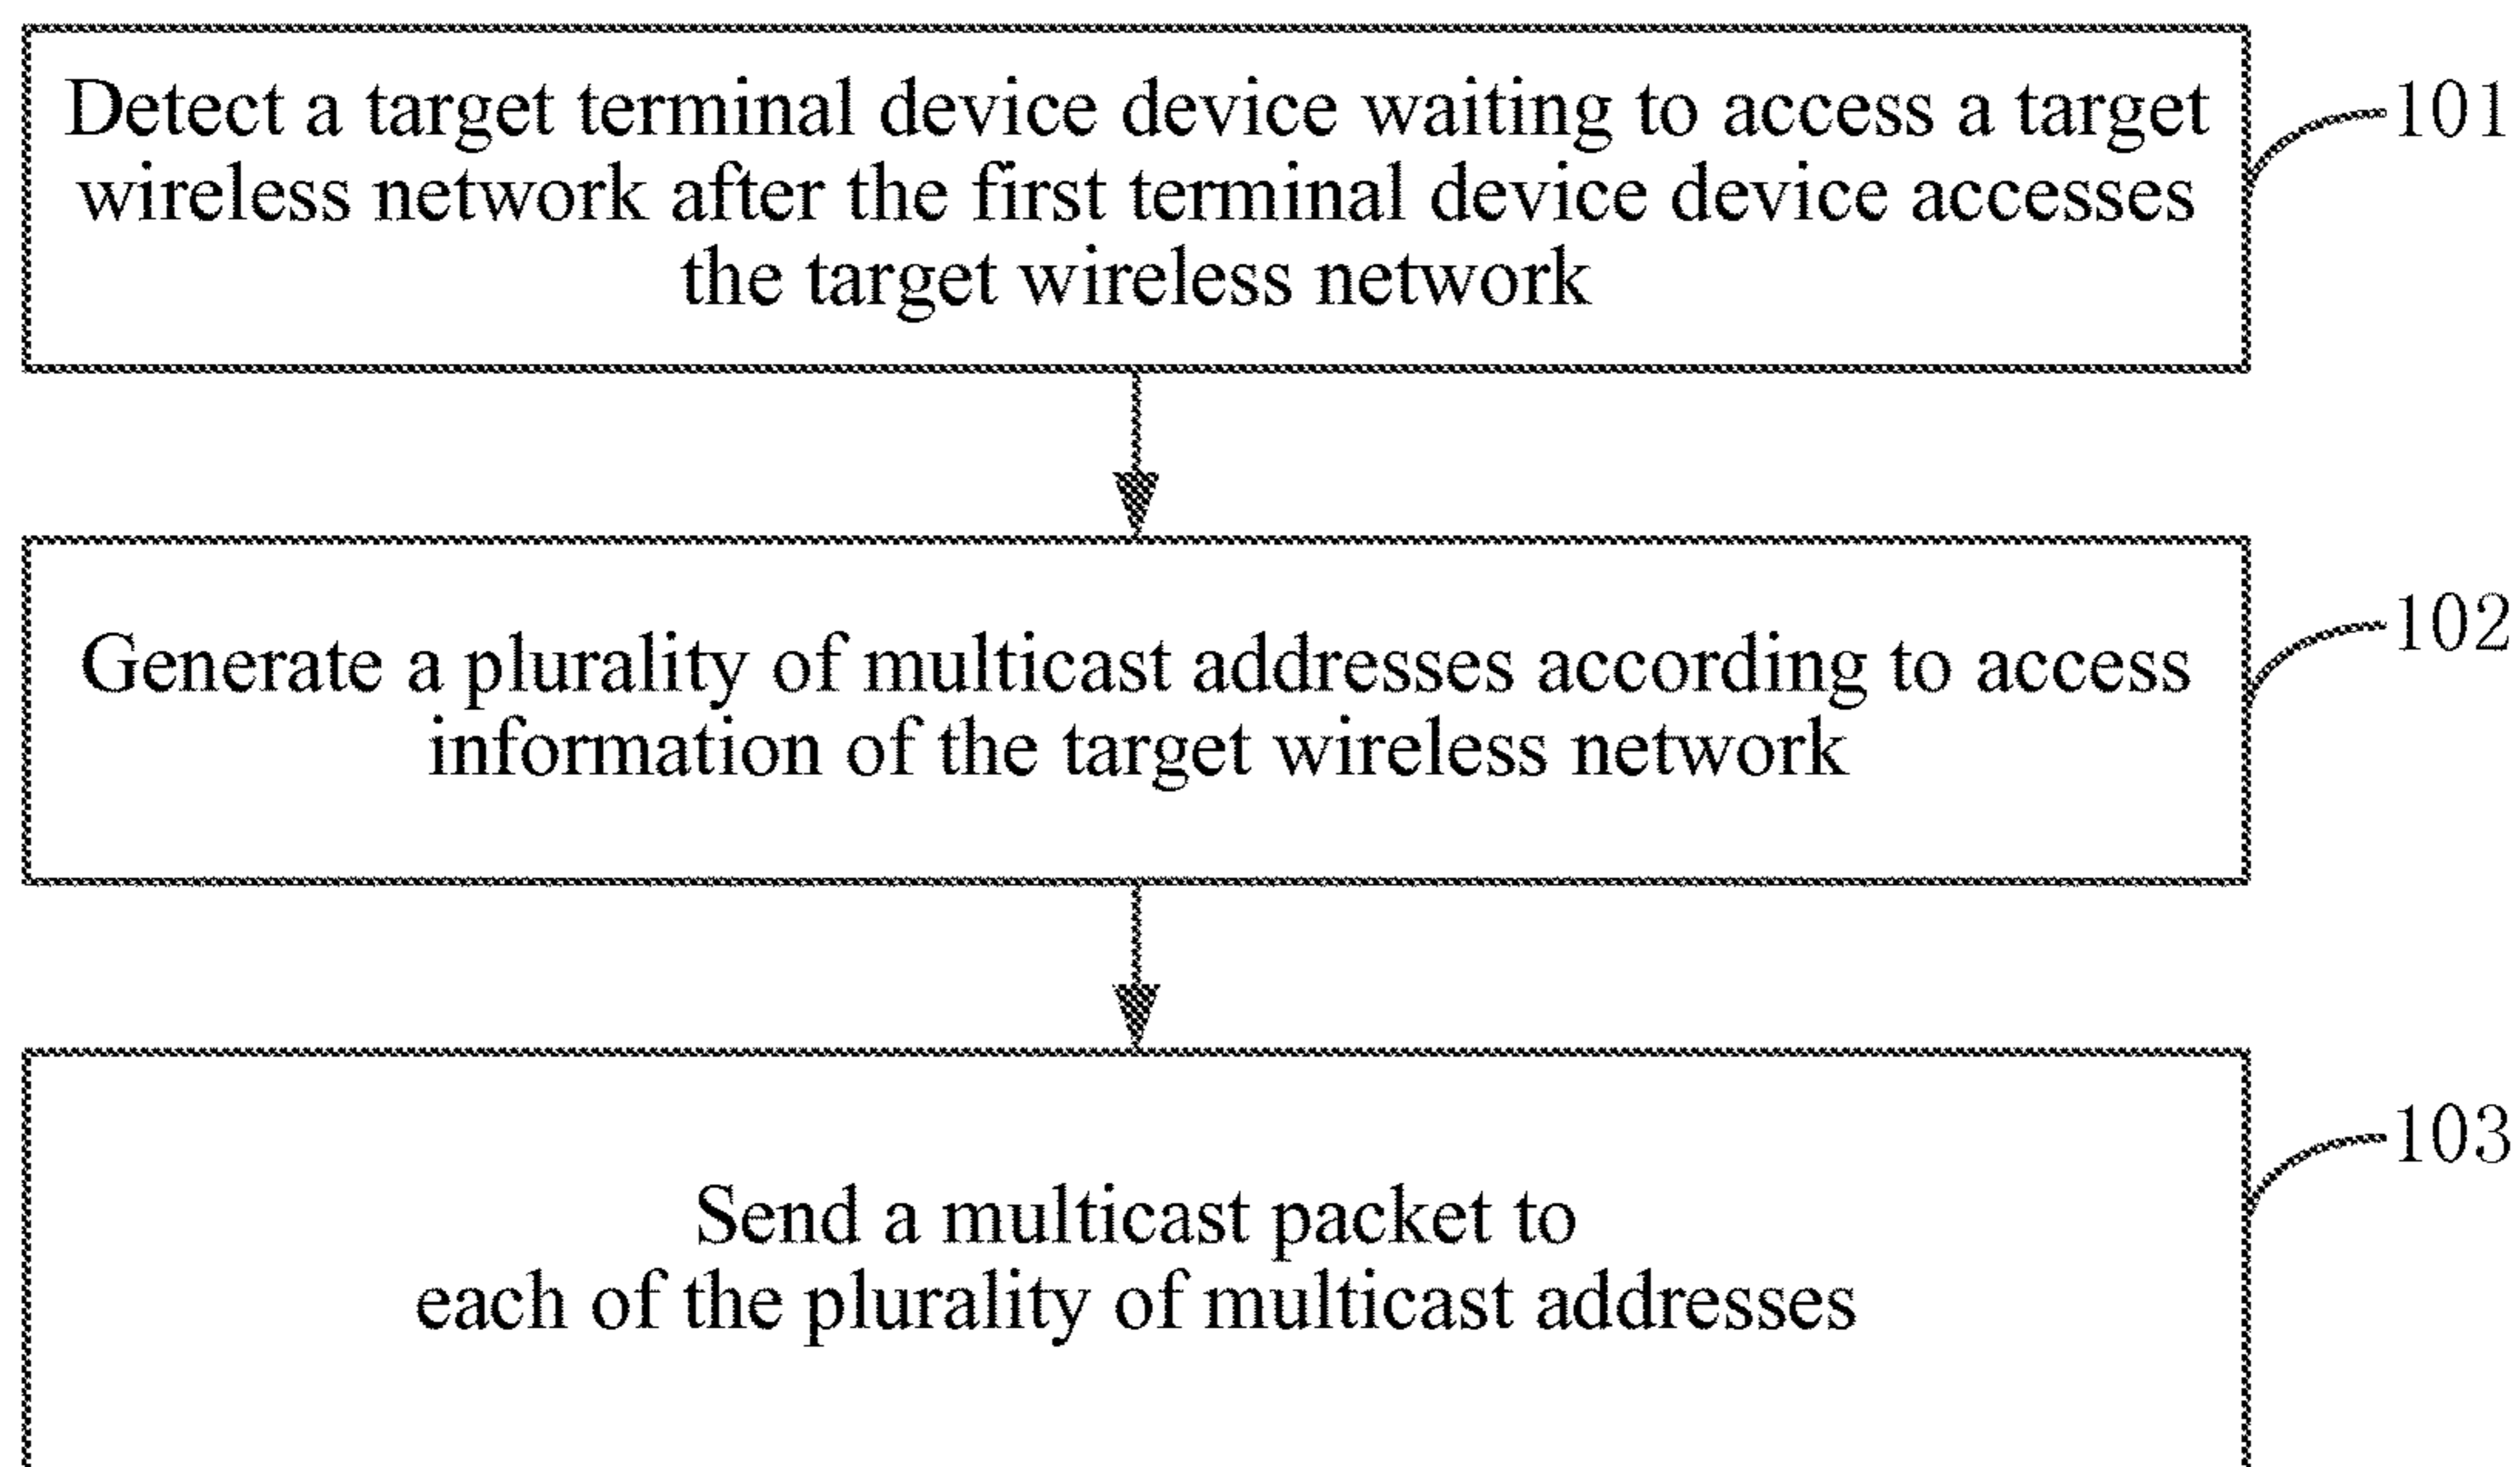 Detect a target terminal device device waiting to access a target
wireless network after the first terminal device device accesses
the target wireless network
101
Generate a plurality of multicast addresses according to access
information of the target wireless network
102
Send a multicast packet to
each of the plurality of multicast addresses
103